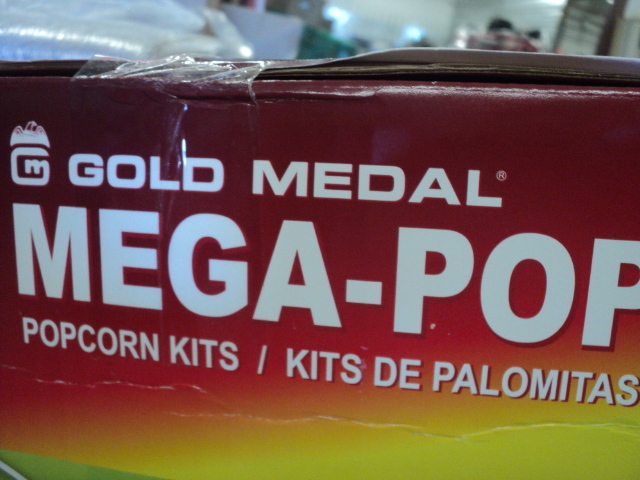 GOLD MEDAL®
MEGA-POP
POPCORN KITS / KITS DE PALOMITAS